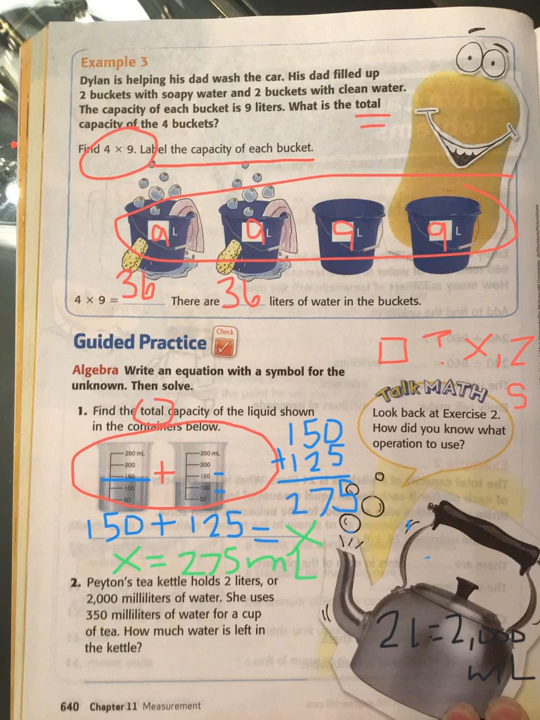 Example 3
Dylan is helping his dad wash the car. His dad filled up
2 buckets with soapy water and 2 buckets with clean water.
The capacity of each bucket is 9 liters. What is the total
capacity of the 4 buckets?
Find 4 × 9. Label the capacity of each bucket.
9 L 9 L 9 L 9 L
4 × 9 = 36 There are 36 liters of water in the buckets.
Guided Practice
Check
Algebra Write an equation with a symbol for the
unknown. Then solve.
□ ? X, Z
S
Talk MATH
Look back at Exercise 2.
How did you know what
operation to use?
1. Find the total capacity of the liquid shown
in the containers below.
250 mL 250 mL
200 + 200
150 150
100 100
50 50
150
+125
275
150 + 125 = X
X = 275 mL
2. Peyton's tea kettle holds 2 liters, or
2,000 milliliters of water. She uses
350 milliliters of water for a cup
of tea. How much water is left in
the kettle?
2L = 2,000
mL
640 Chapter 11 Measurement